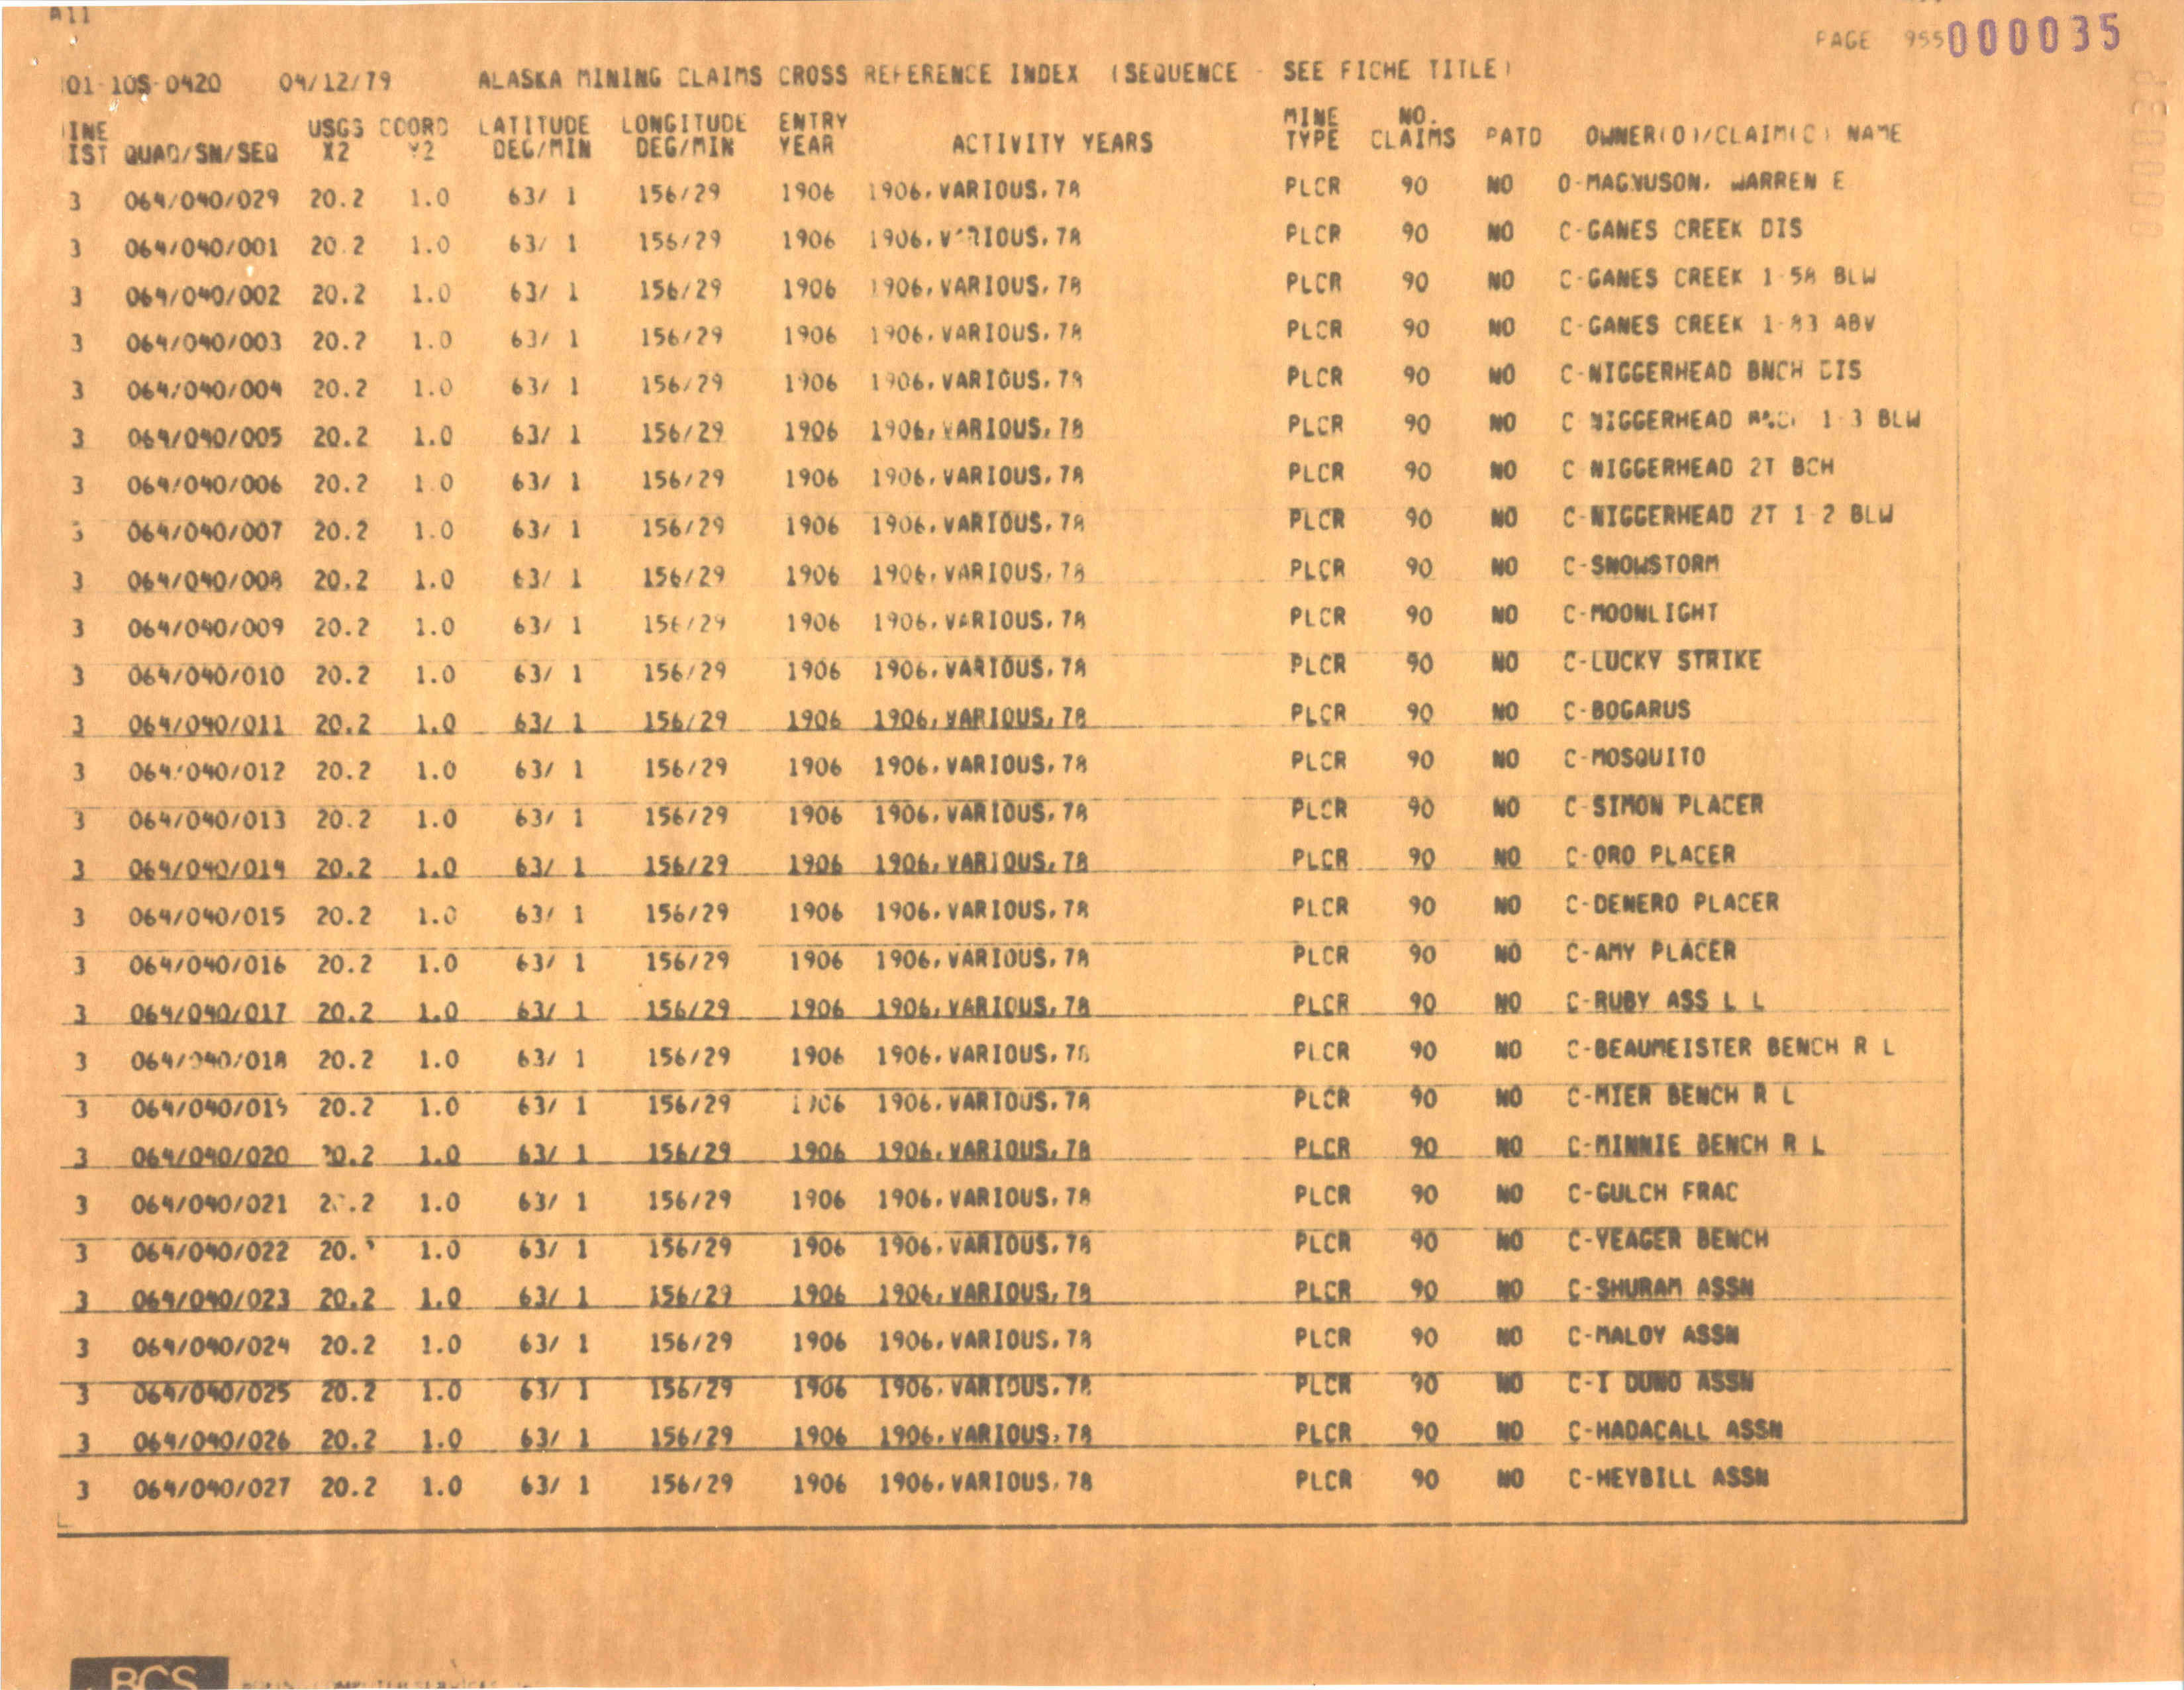 A11
PAGE 955 000035
01-10S-0420 04/12/79 ALASKA MINING CLAIMS CROSS REFERENCE INDEX (SEQUENCE - SEE FICHE TITLE)
INE USGS COORD LATITUDE LONGITUDE ENTRY MINE NO.
IST QUAD/SN/SEQ X2 Y2 DEG/MIN DEG/MIN YEAR ACTIVITY YEARS TYPE CLAIMS PATD OWNER(O)/CLAIM(C) NAME
3 064/040/029 20.2 1.0 63/ 1 156/29 1906 1906,VARIOUS,78 PLCR 90 NO O-MAGNUSON, WARREN E
3 064/040/001 20.2 1.0 63/ 1 156/29 1906 1906,VARIOUS,78 PLCR 90 NO C-GANES CREEK DIS
3 064/040/002 20.2 1.0 63/ 1 156/29 1906 1906,VARIOUS,78 PLCR 90 NO C-GANES CREEK 1-58 BLW
3 064/040/003 20.2 1.0 63/ 1 156/29 1906 1906,VARIOUS,78 PLCR 90 NO C-GANES CREEK 1-83 ABV
3 064/040/004 20.2 1.0 63/ 1 156/29 1906 1906,VARIOUS,78 PLCR 90 NO C-NIGGERHEAD BNCH DIS
3 064/040/005 20.2 1.0 63/ 1 156/29 1906 1906,VARIOUS,78 PLCR 90 NO C NIGGERHEAD 1-3 BLW
3 064/040/006 20.2 1.0 63/ 1 156/29 1906 1906,VARIOUS,78 PLCR 90 NO C NIGGERHEAD 2T BCH
3 064/040/007 20.2 1.0 63/ 1 156/29 1906 1906,VARIOUS,78 PLCR 90 NO C-NIGGERHEAD 2T 1-2 BLW
3 064/040/008 20.2 1.0 63/ 1 156/29 1906 1906,VARIOUS,78 PLCR 90 NO C-SNOWSTORM
3 064/040/009 20.2 1.0 63/ 1 156/29 1906 1906,VARIOUS,78 PLCR 90 NO C-MOONLIGHT
3 064/040/010 20.2 1.0 63/ 1 156/29 1906 1906,VARIOUS,78 PLCR 90 NO C-LUCKY STRIKE
3 064/040/011 20.2 1.0 63/ 1 156/29 1906 1906,VARIOUS,78 PLCR 90 NO C-BOGARUS
3 064/040/012 20.2 1.0 63/ 1 156/29 1906 1906,VARIOUS,78 PLCR 90 NO C-MOSQUITO
3 064/040/013 20.2 1.0 63/ 1 156/29 1906 1906,VARIOUS,78 PLCR 90 NO C-SIMON PLACER
3 064/040/014 20.2 1.0 63/ 1 156/29 1906 1906,VARIOUS,78 PLCR 90 NO C-ORO PLACER
3 064/040/015 20.2 1.0 63/ 1 156/29 1906 1906,VARIOUS,78 PLCR 90 NO C-DENERO PLACER
3 064/040/016 20.2 1.0 63/ 1 156/29 1906 1906,VARIOUS,78 PLCR 90 NO C-AMY PLACER
3 064/040/017 20.2 1.0 63/ 1 156/29 1906 1906,VARIOUS,78 PLCR 90 NO C-RUBY ASS L L
3 064/040/018 20.2 1.0 63/ 1 156/29 1906 1906,VARIOUS,78 PLCR 90 NO C-BEAUMEISTER BENCH R L
3 064/040/019 20.2 1.0 63/ 1 156/29 1906 1906,VARIOUS,78 PLCR 90 NO C-MIER BENCH R L
3 064/040/020 20.2 1.0 63/ 1 156/29 1906 1906,VARIOUS,78 PLCR 90 NO C-MINNIE BENCH R L
3 064/040/021 20.2 1.0 63/ 1 156/29 1906 1906,VARIOUS,78 PLCR 90 NO C-GULCH FRAC
3 064/040/022 20.2 1.0 63/ 1 156/29 1906 1906,VARIOUS,78 PLCR 90 NO C-YEAGER BENCH
3 064/040/023 20.2 1.0 63/ 1 156/29 1906 1906,VARIOUS,78 PLCR 90 NO C-SHURAM ASSN
3 064/040/024 20.2 1.0 63/ 1 156/29 1906 1906,VARIOUS,78 PLCR 90 NO C-MALOY ASSN
3 064/040/025 20.2 1.0 63/ 1 156/29 1906 1906,VARIOUS,78 PLCR 90 NO C-I DUNO ASSN
3 064/040/026 20.2 1.0 63/ 1 156/29 1906 1906,VARIOUS,78 PLCR 90 NO C-HADACALL ASSN
3 064/040/027 20.2 1.0 63/ 1 156/29 1906 1906,VARIOUS,78 PLCR 90 NO C-HEYBILL ASSN
BCS